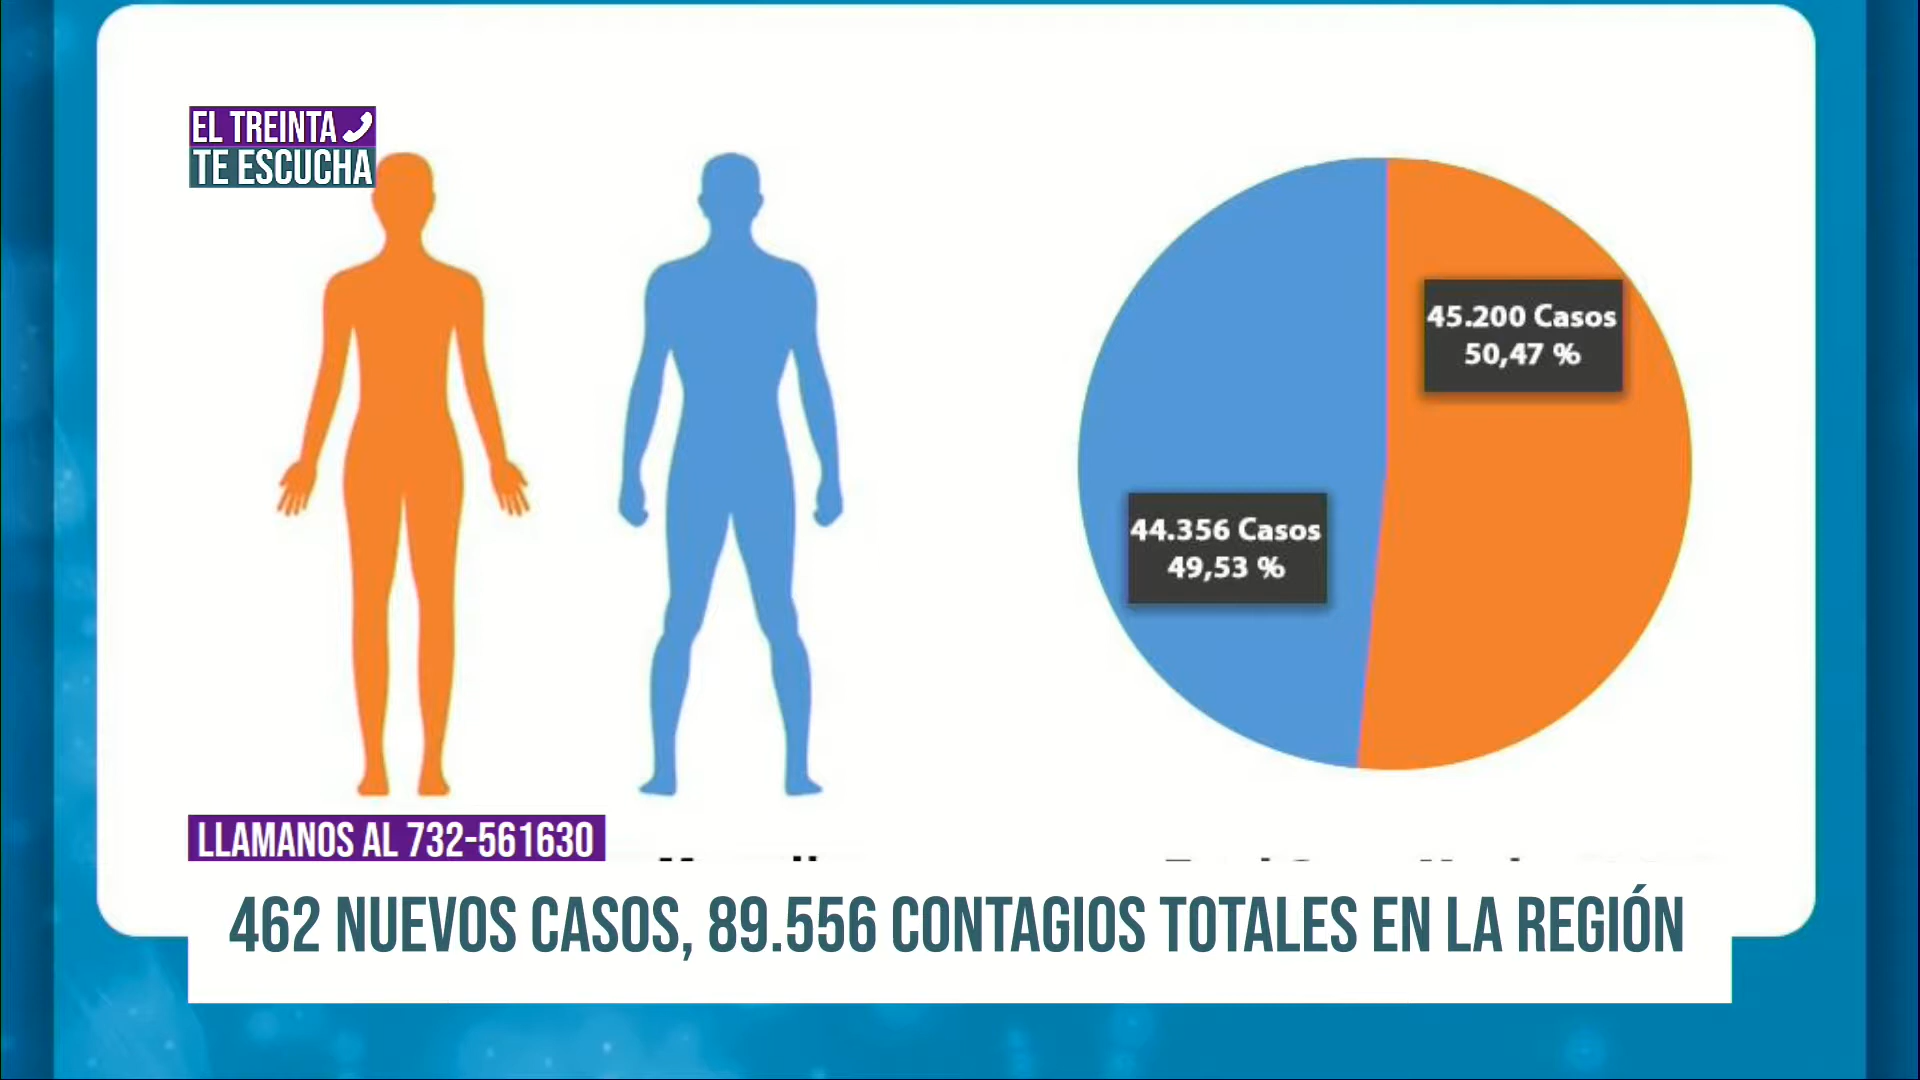 EL TREINTA
TE ESCUCHA
45.200 Casos
50,47 %
44.356 Casos
49,53 %
LLAMANOS AL 732-561630
462 NUEVOS CASOS, 89.556 CONTAGIOS TOTALES EN LA REGIÓN